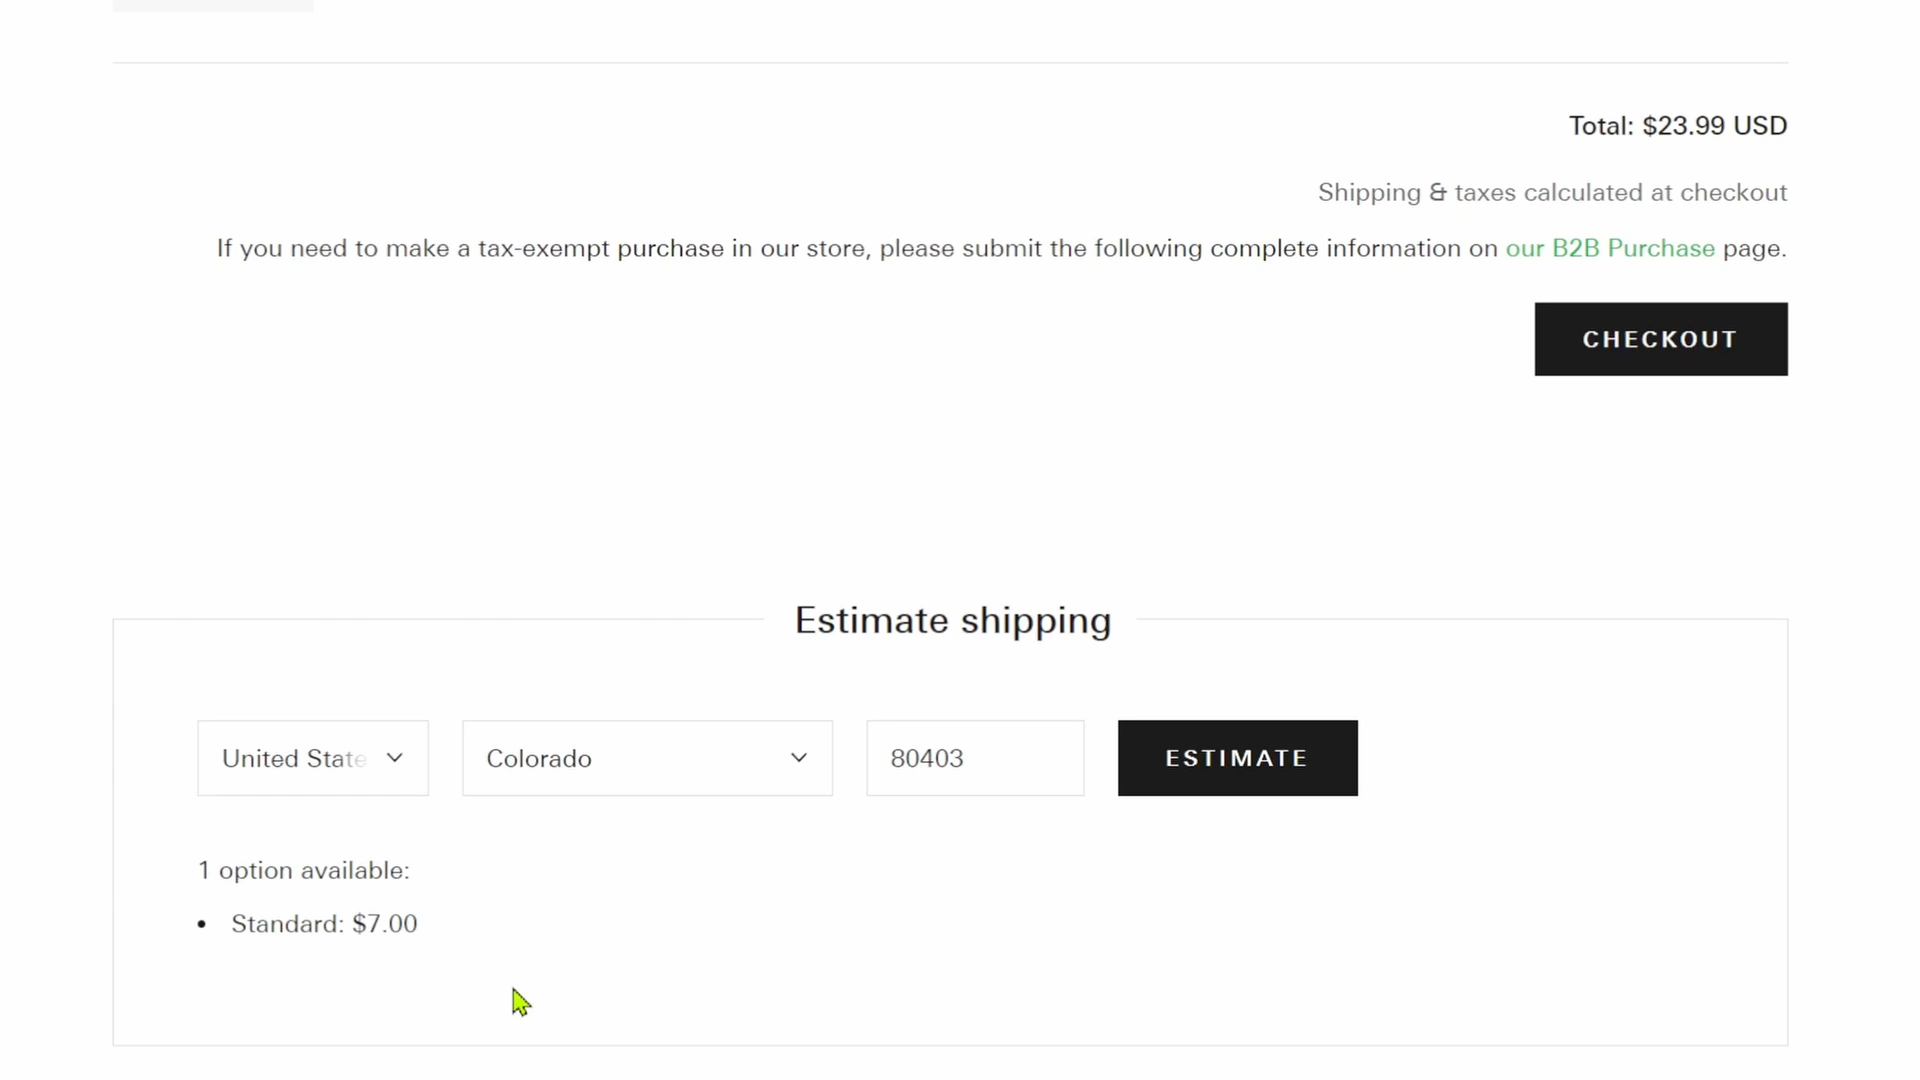 Total: $23.99 USD
Shipping & taxes calculated at checkout
If you need to make a tax-exempt purchase in our store, please submit the following complete information on our B2B Purchase page.
CHECKOUT
Estimate shipping
United State
Colorado
80403
ESTIMATE
1 option available:
• Standard: $7.00